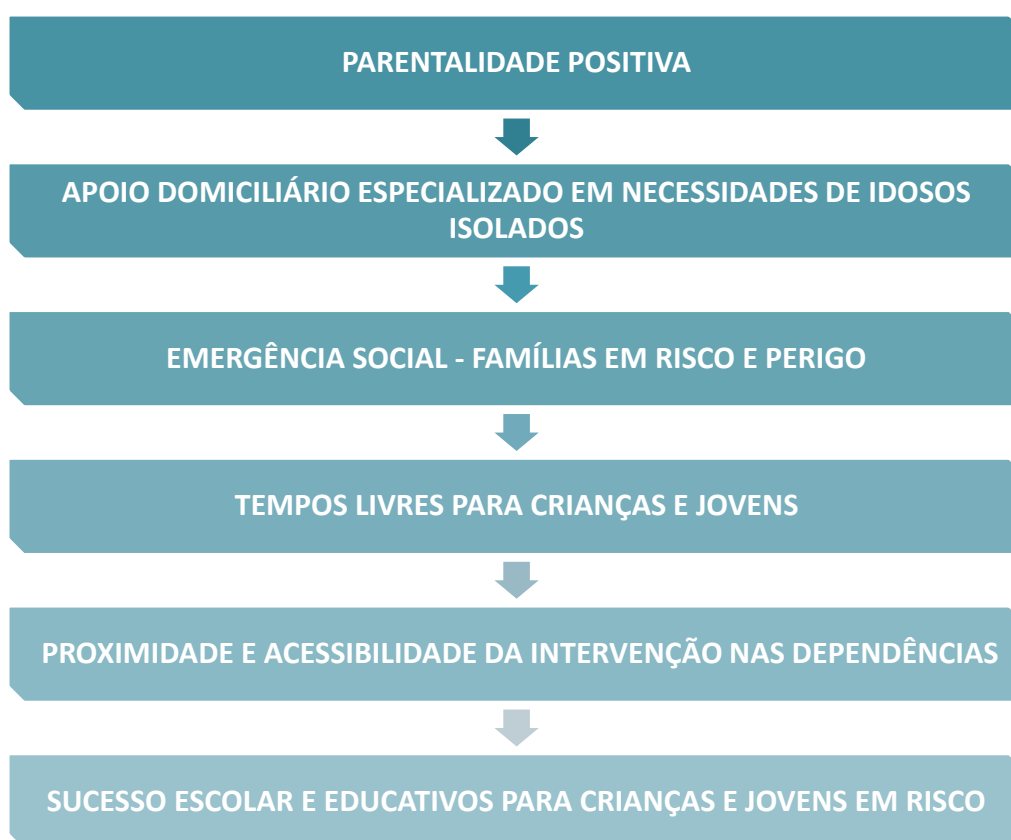 PARENTALIDADE POSITIVA
APOIO DOMICILIÁRIO ESPECIALIZADO EM NECESSIDADES DE IDOSOS
ISOLADOS
EMERGÊNCIA SOCIAL - FAMÍLIAS EM RISCO E PERIGO
TEMPOS LIVRES PARA CRIANÇAS E JOVENS
PROXIMIDADE E ACESSIBILIDADE DA INTERVENÇÃO NAS DEPENDÊNCIAS
SUCESSO ESCOLAR E EDUCATIVOS PARA CRIANÇAS E JOVENS EM RISCO